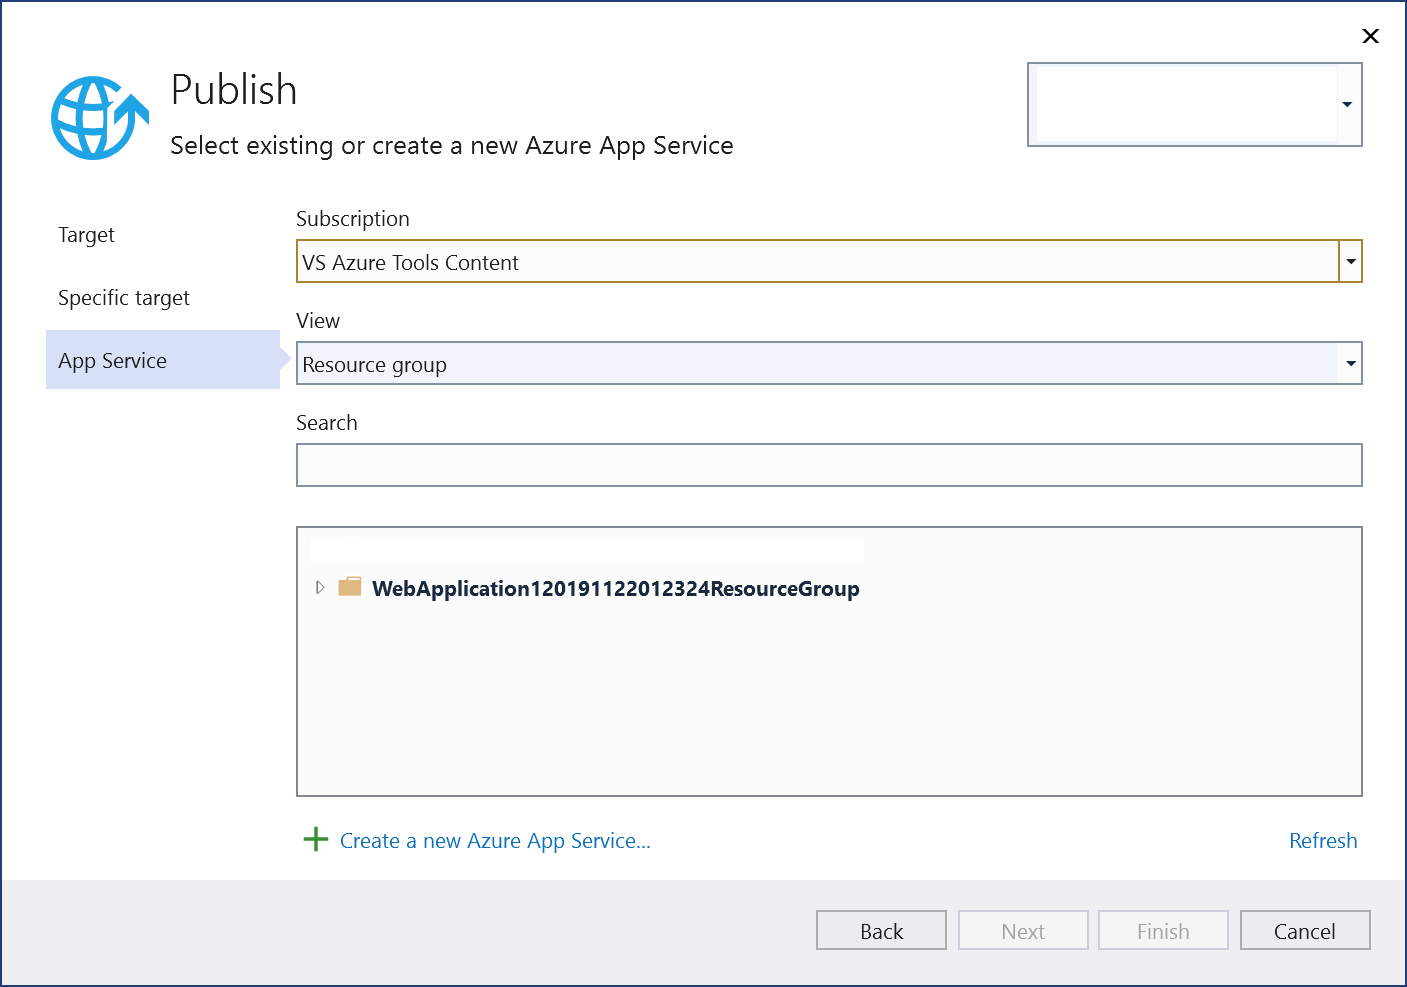 Publish
Select existing or create a new Azure App Service
Target
Specific target
App Service
Subscription
VS Azure Tools Content
View
Resource group
Search
WebApplication120191122012324ResourceGroup
Create a new Azure App Service...
Refresh
Back
Next
Finish
Cancel